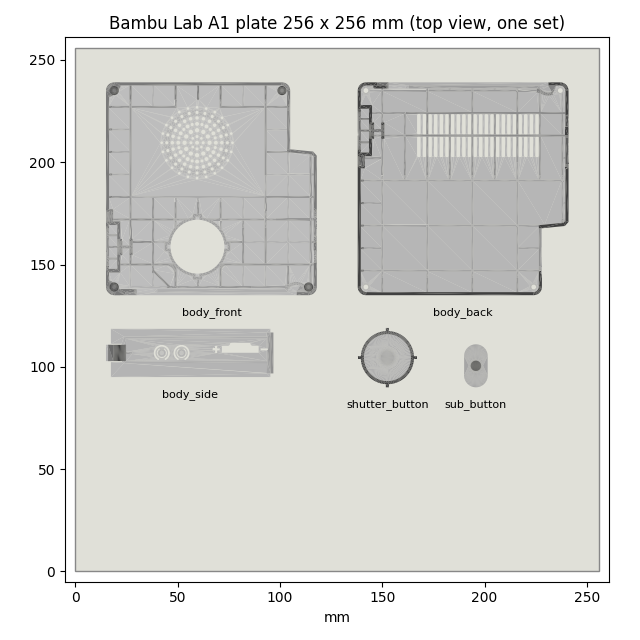 Bambu Lab A1 plate 256 x 256 mm (top view, one set)
250
200
150
100
50
0
body_front
body_back
body_side
shutter_button
sub_button
0
50
100
150
200
250
mm